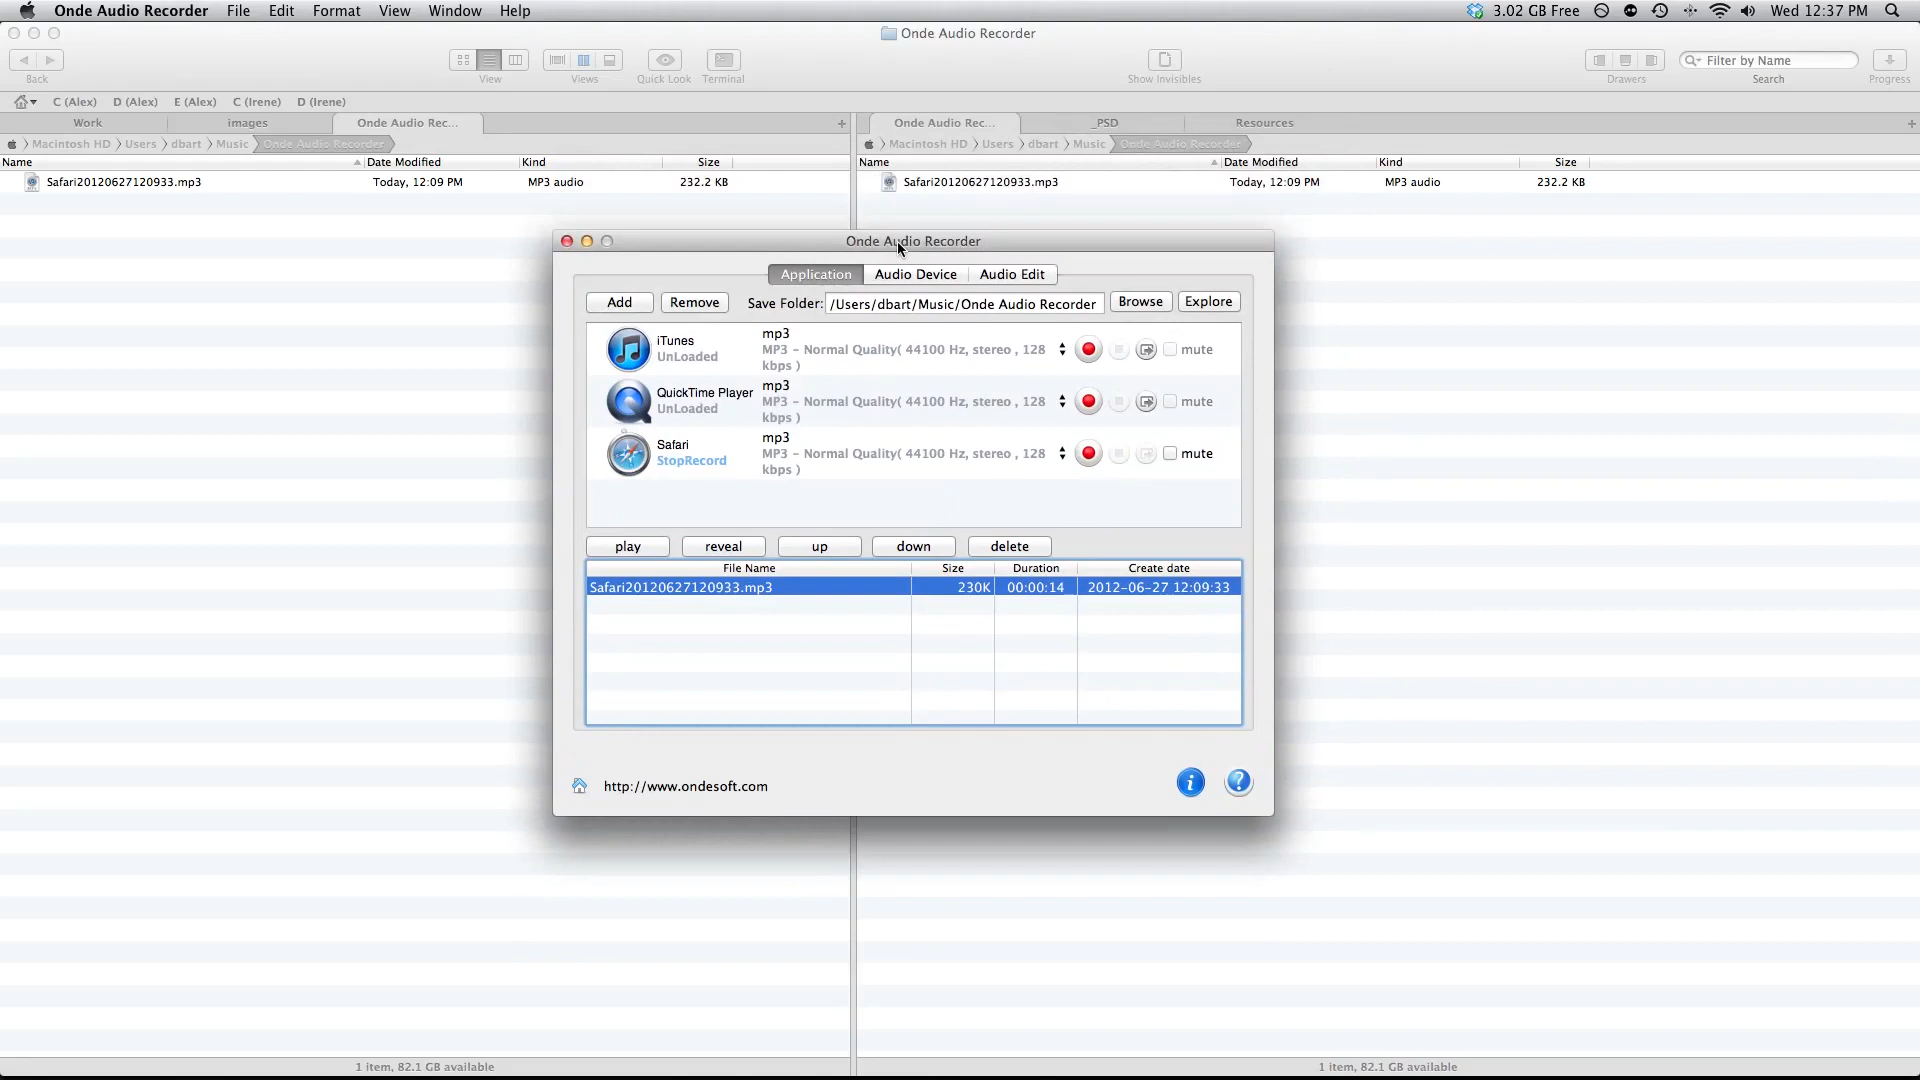 Onde Audio Recorder File Edit Format View Window Help 3.02 GB Free Wed 12:37 PM
Onde Audio Recorder
Filter by Name
Back View Views Quick Look Terminal Show Invisibles Drawers Search Progress
C (Alex) D (Alex) E (Alex) C (Irene) D (Irene)
Work images Onde Audio Rec... + Onde Audio Rec... _PSD Resources +
Macintosh HD Users dbart Music Onde Audio Recorder Macintosh HD Users dbart Music Onde Audio Recorder
Name Date Modified Kind Size Name Date Modified Kind Size
Safari20120627120933.mp3 Today, 12:09 PM MP3 audio 232.2 KB Safari20120627120933.mp3 Today, 12:09 PM MP3 audio 232.2 KB
Onde Audio Recorder
Application Audio Device Audio Edit
Add Remove Save Folder: /Users/dbart/Music/Onde Audio Recorder Browse Explore
mp3
iTunes
UnLoaded MP3 - Normal Quality( 44100 Hz, stereo , 128 mute
kbps )
mp3
QuickTime Player
UnLoaded MP3 - Normal Quality( 44100 Hz, stereo , 128 mute
kbps )
mp3
Safari
StopRecord MP3 - Normal Quality( 44100 Hz, stereo , 128 mute
kbps )
play reveal up down delete
File Name Size Duration Create date
Safari20120627120933.mp3 230K 00:00:14 2012-06-27 12:09:33
http://www.ondesoft.com i ?
1 item, 82.1 GB available 1 item, 82.1 GB available